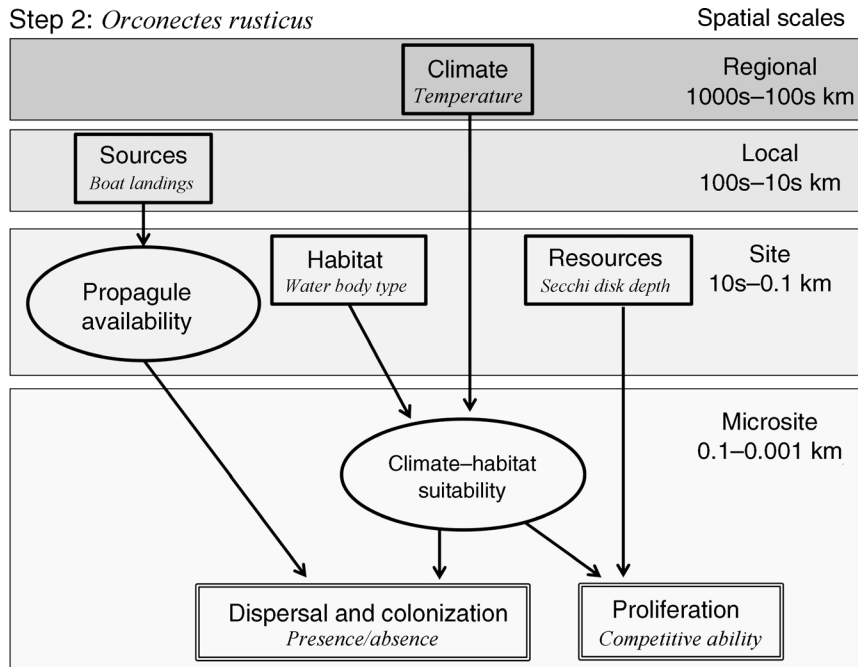 Step 2: Orconectes rusticus
Spatial scales
Climate
Temperature
Regional
1000s–100s km
Sources
Boat landings
Local
100s–10s km
Propagule
availability
Habitat
Water body type
Resources
Secchi disk depth
Site
10s–0.1 km
Microsite
0.1–0.001 km
Climate–habitat
suitability
Dispersal and colonization
Presence/absence
Proliferation
Competitive ability